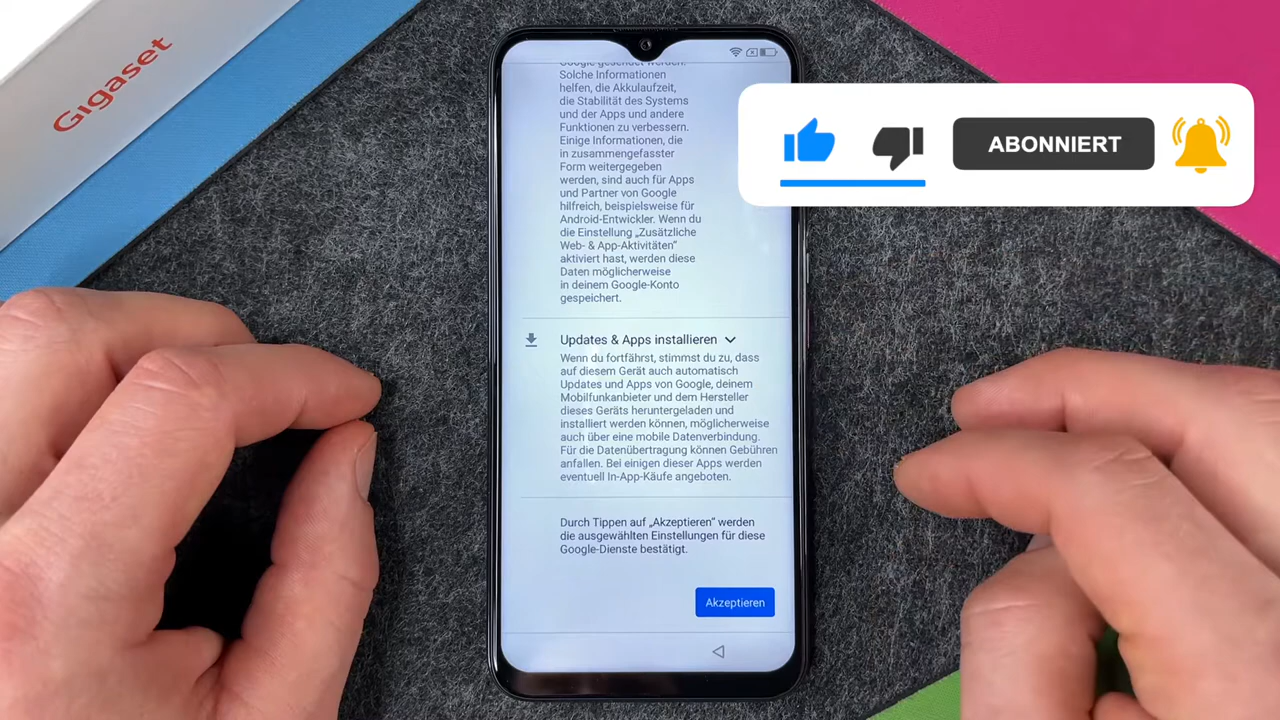 Gigaset
Google gesendet werden.
Solche Informationen
helfen, die Akkulaufzeit,
die Stabilität des Systems
und der Apps und andere
Funktionen zu verbessern.
Einige Informationen, die
in zusammengefasster
Form weitergegeben
werden, sind auch für Apps
und Partner von Google
hilfreich, beispielsweise für
Android-Entwickler. Wenn du
die Einstellung „Zusätzliche
Web- & App-Aktivitäten“
aktiviert hast, werden diese
Daten möglicherweise
in deinem Google-Konto
gespeichert.
ABONNIERT
Updates & Apps installieren
Wenn du fortfährst, stimmst du zu, dass
auf diesem Gerät auch automatisch
Updates und Apps von Google, deinem
Mobilfunkanbieter und dem Hersteller
dieses Geräts heruntergeladen und
installiert werden können, möglicherweise
auch über eine mobile Datenverbindung.
Für die Datenübertragung können Gebühren
anfallen. Bei einigen dieser Apps werden
eventuell In-App-Käufe angeboten.
Durch Tippen auf „Akzeptieren“ werden
die ausgewählten Einstellungen für diese
Google-Dienste bestätigt.
Akzeptieren